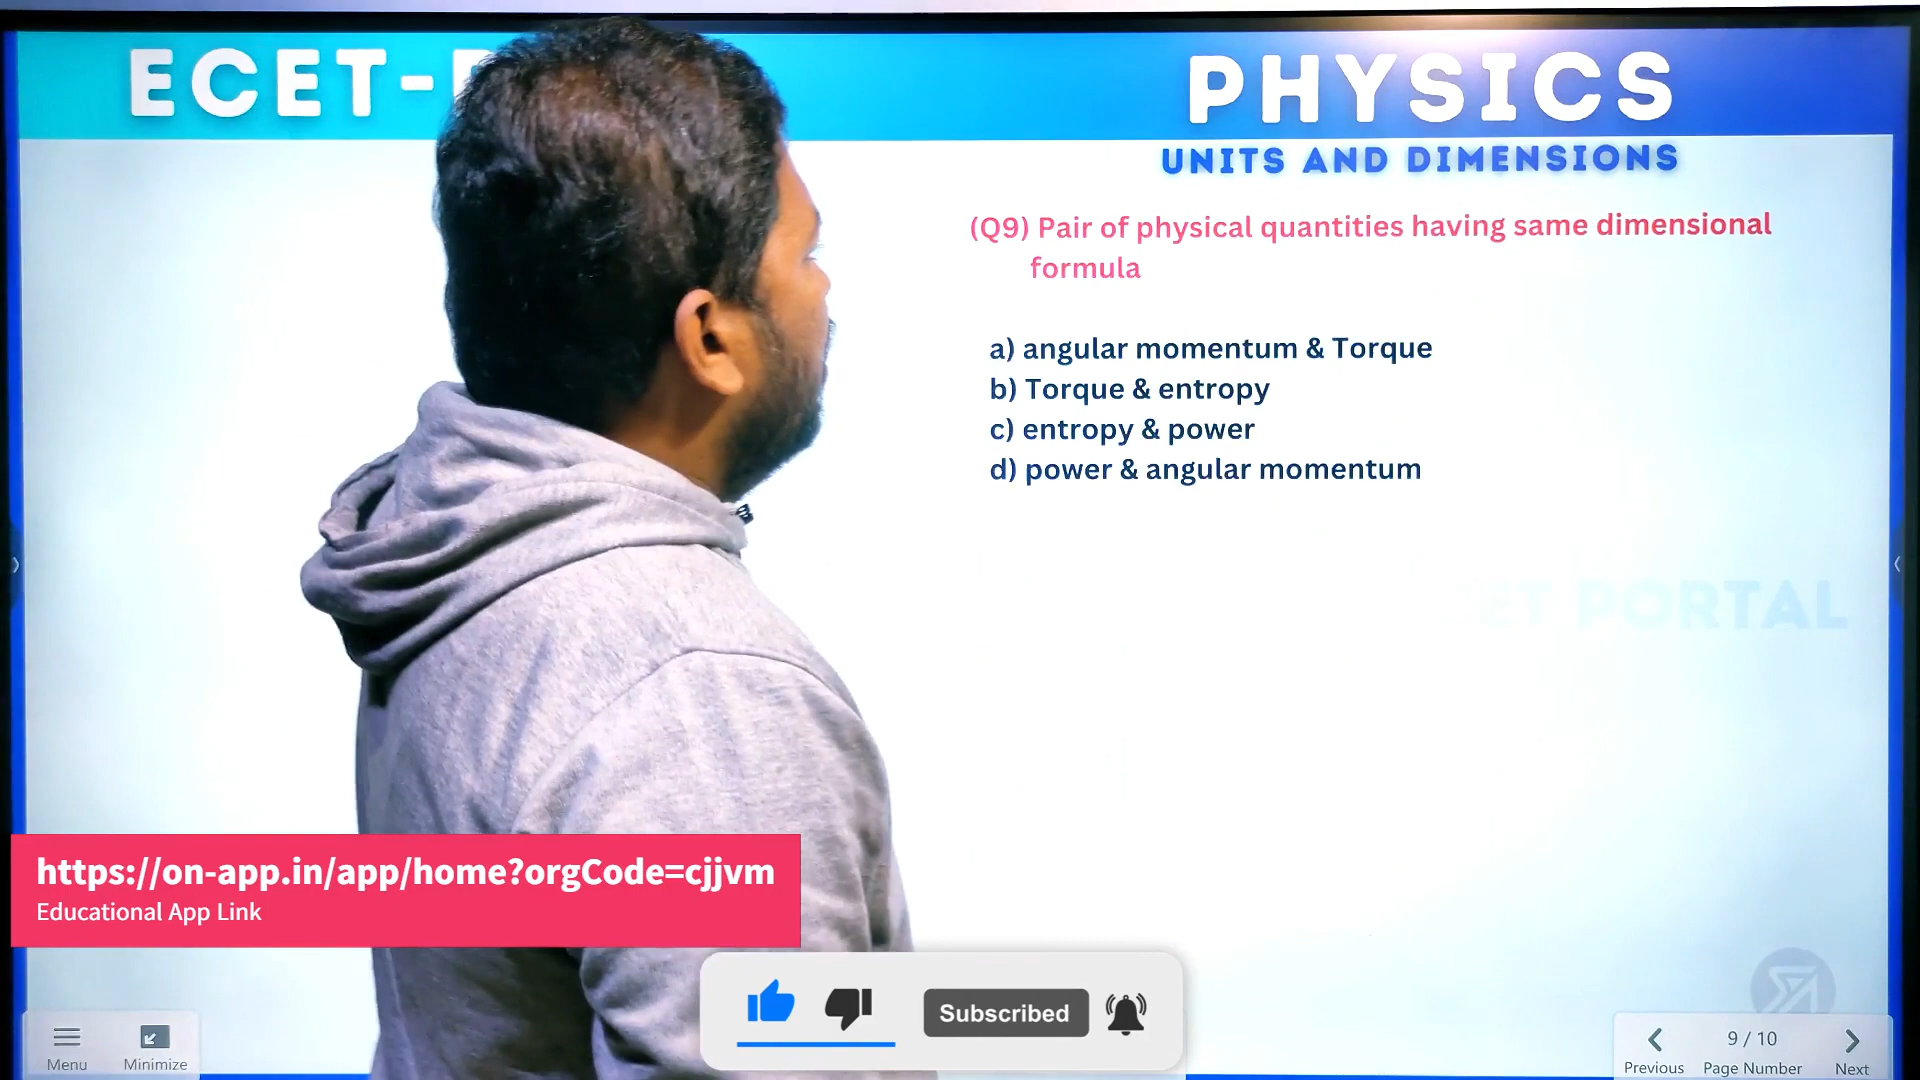 ECET-
PHYSICS
UNITS AND DIMENSIONS
(Q9) Pair of physical quantities having same dimensional
formula
a) angular momentum & Torque
b) Torque & entropy
c) entropy & power
d) power & angular momentum
ET PORTAL
https://on-app.in/app/home?orgCode=cjjvm
Educational App Link
Subscribed
Menu
Minimize
9 / 10
Previous
Page Number
Next